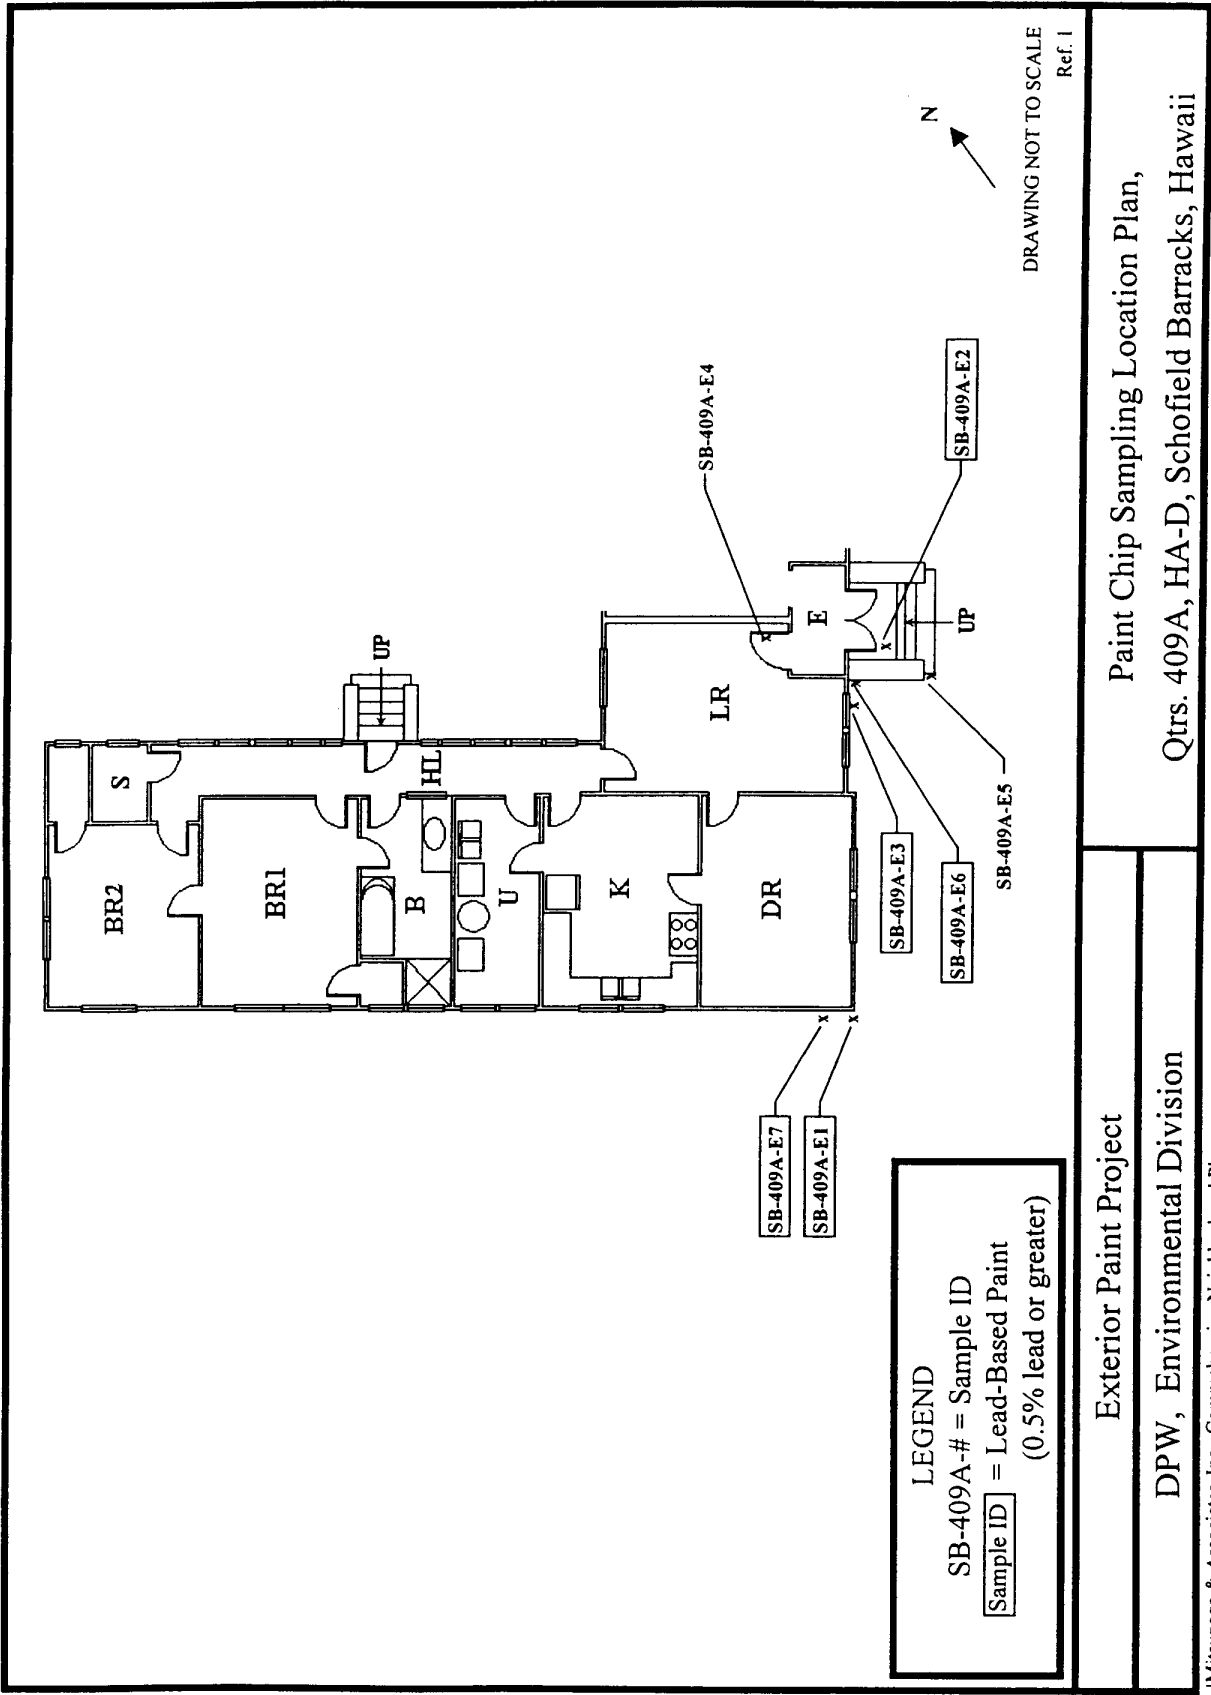 BR2
S
BR1
B
HL
UP
U
K
LR
DR
E
UP
SB-409A-E4
SB-409A-E2
SB-409A-E3
SB-409A-E6
SB-409A-E5
SB-409A-E7
SB-409A-E1
x
x
x
x
x
x
x
N
DRAWING NOT TO SCALE
Ref. 1
LEGEND
SB-409A-# = Sample ID
Sample ID = Lead-Based Paint
(0.5% lead or greater)
Exterior Paint Project
DPW, Environmental Division
Paint Chip Sampling Location Plan,
Qtrs. 409A, HA-D, Schofield Barracks, Hawaii